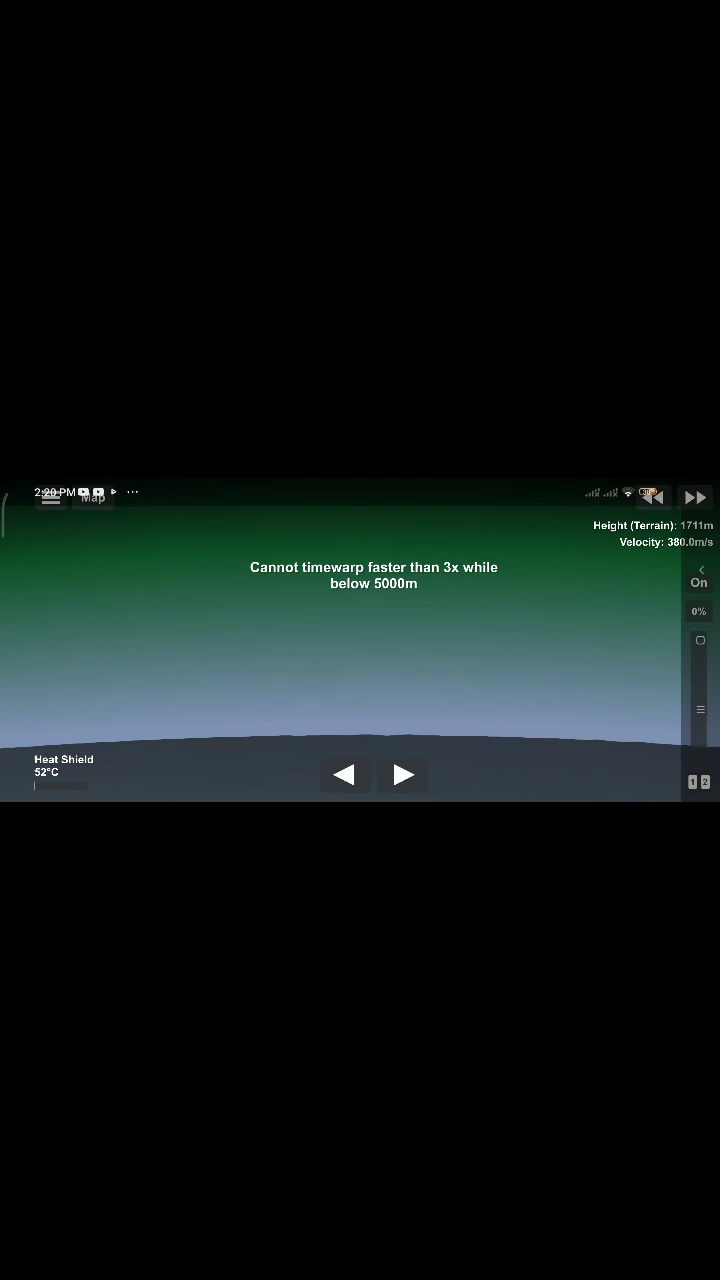 2:20 PM
Map
Height (Terrain): 1711m
Velocity: 380.0m/s
Cannot timewarp faster than 3x while
below 5000m
On
0%
Heat Shield
52°C
1 2